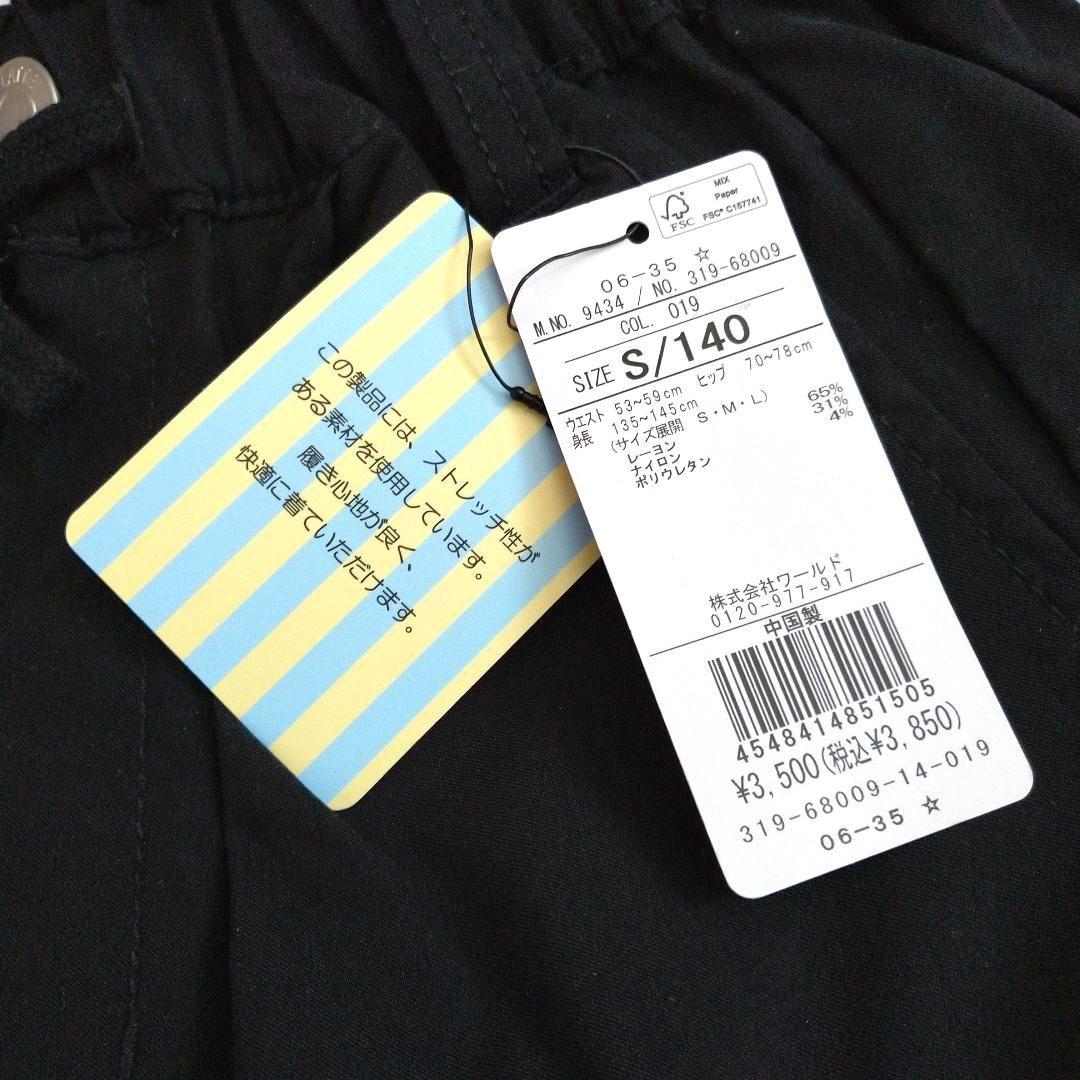 この製品には、ストレッチ性が
ある素材を使用しています。
履き心地が良く、
快適に着ていただけます。
FSC
MIX
Paper
FSC® C157741
06-35 ☆
M.NO. 9434 / NO. 319-68009
COL. 019
SIZE S/140
ウエスト 53~59cm ヒップ 70~78cm
身長 135~145cm
(サイズ展開 S・M・L)
レーヨン 65%
ナイロン 31%
ポリウレタン 4%
株式会社ワールド
0120-977-917
中国製
4548414851505
¥3,500(税込¥3,850)
319-68009-14-019
06-35 ☆